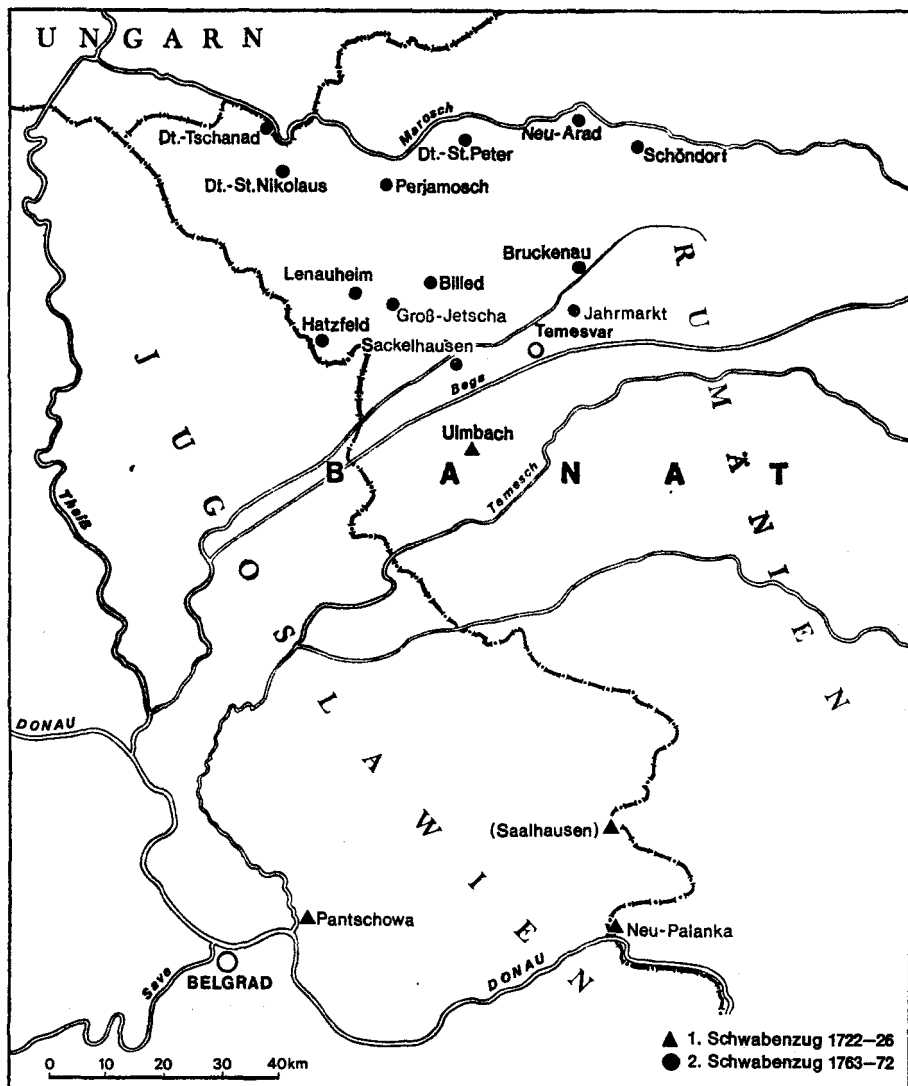 UNGARN
Marosch
Dt.-Tschanad
Neu-Arad
Dt.-St.Peter
Schöndort
Dt.-St.Nikolaus
Perjamosch
Bruckenau
Lenauheim
Billed
Groß-Jetscha
Jahrmarkt
Hatzfeld
Temesvar
Sackelhausen
Bega
Ulmbach
BANAT
RUMÄNIEN
JUGOSLAWIEN
Temesch
Theiß
DONAU
(Saalhausen)
Pantschowa
Neu-Palanka
Save
BELGRAD
DONAU
▲ 1. Schwabenzug 1722—26
● 2. Schwabenzug 1763—72
0 10 20 30 40km